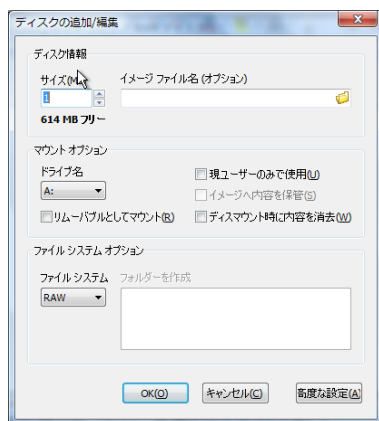 ディスクの追加/編集
ディスク情報
サイズ(M
イメージ ファイル名 (オプション)
1
614 MB フリー
マウント オプション
ドライブ名
A:
現ユーザーのみで使用(U)
イメージへ内容を保管(S)
リムーバブルとしてマウント(R)
ディスマウント時に内容を消去(W)
ファイル システム オプション
ファイル システム
フォルダーを作成
RAW
OK(O)
キャンセル(C)
高度な設定(A)